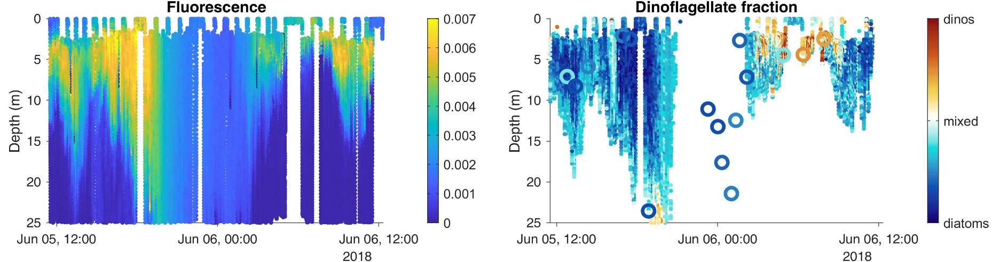 Fluorescence
0
5
10
15
20
25
Depth (m)
Jun 05, 12:00
Jun 06, 00:00
Jun 06, 12:00
2018
0.007
0.006
0.005
0.004
0.003
0.002
0.001
0
Dinoflagellate fraction
0
5
10
15
20
25
Depth (m)
Jun 05, 12:00
Jun 06, 00:00
Jun 06, 12:00
2018
dinos
mixed
diatoms